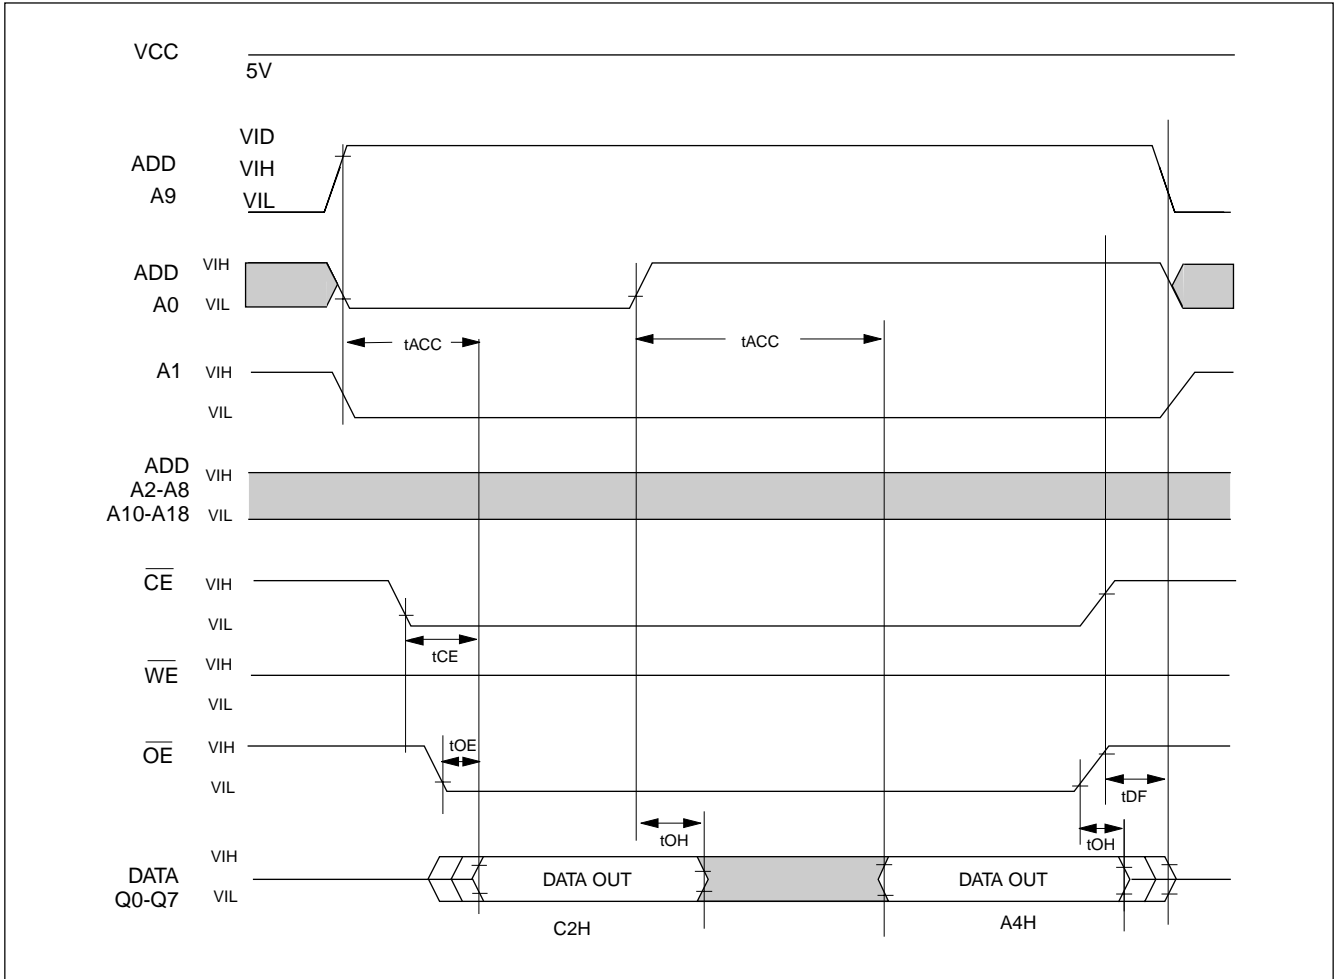 VCC
5V
VID
ADD VIH
A9 VIL
ADD VIH
A0 VIL
tACC tACC
A1 VIH
VIL
ADD VIH
A2-A8
A10-A18 VIL
CE VIH
VIL
tCE
WE VIH
VIL
OE VIH tOE
VIL
tDF
tOH tOH
VIH
DATA DATA OUT DATA OUT
Q0-Q7 VIL
C2H A4H